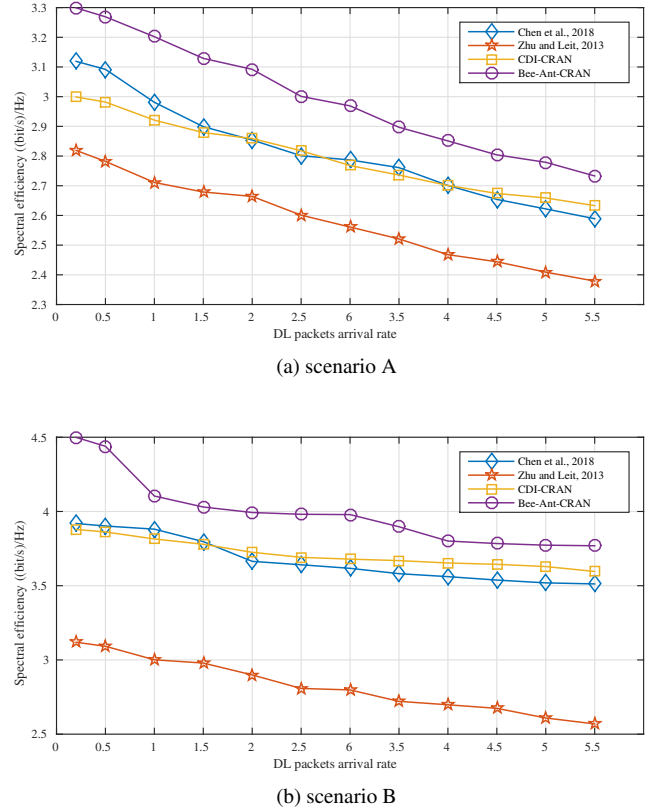 3.3
3.2
3.1
3
2.9
2.8
2.7
2.6
2.5
2.4
2.3
Spectral efficiency ((bit/s)/Hz)
Chen et al., 2018
Zhu and Leit, 2013
CDI-CRAN
Bee-Ant-CRAN
0 0.5 1 1.5 2 2.5 6 3.5 4 4.5 5 5.5
DL packets arrival rate
(a) scenario A
4.5
4
3.5
3
2.5
Spectral efficiency ((bit/s)/Hz)
Chen et al., 2018
Zhu and Leit, 2013
CDI-CRAN
Bee-Ant-CRAN
0 0.5 1 1.5 2 2.5 6 3.5 4 4.5 5 5.5
DL packets arrival rate
(b) scenario B